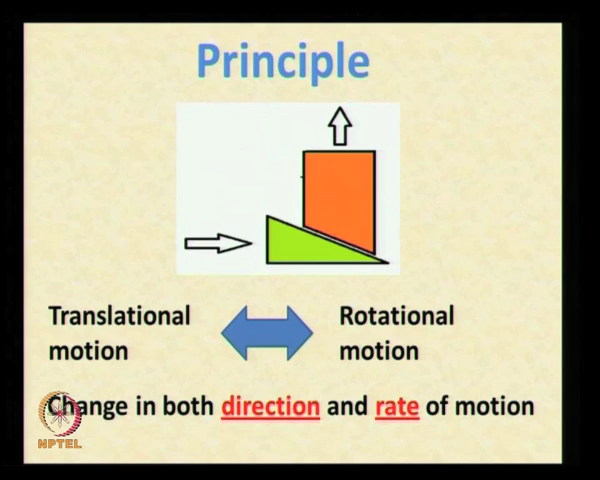 Principle
Translational
motion
Rotational
motion
Change in both direction and rate of motion
NPTEL